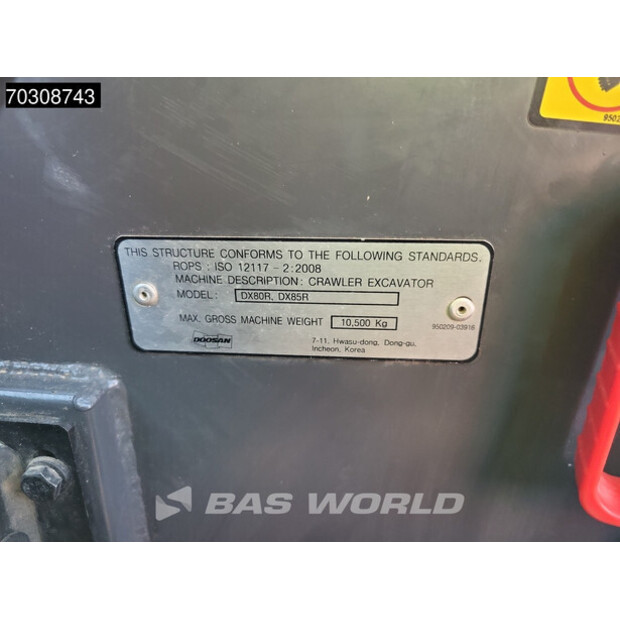 70308743
THIS STRUCTURE CONFORMS TO THE FOLLOWING STANDARDS.
ROPS : ISO 12117 - 2:2008
MACHINE DESCRIPTION: CRAWLER EXCAVATOR
MODEL: DX80R, DX85R
MAX. GROSS MACHINE WEIGHT 10,500 Kg
950209-03916
DOOSAN
7-11, Hwasu-dong, Dong-gu,
Incheon, Korea
BAS WORLD